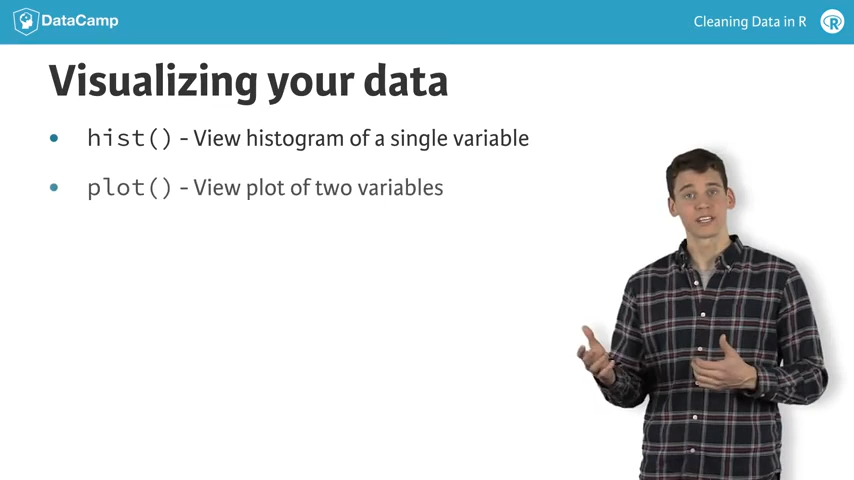 DataCamp
Cleaning Data in R
R
Visualizing your data
• hist() - View histogram of a single variable
• plot() - View plot of two variables